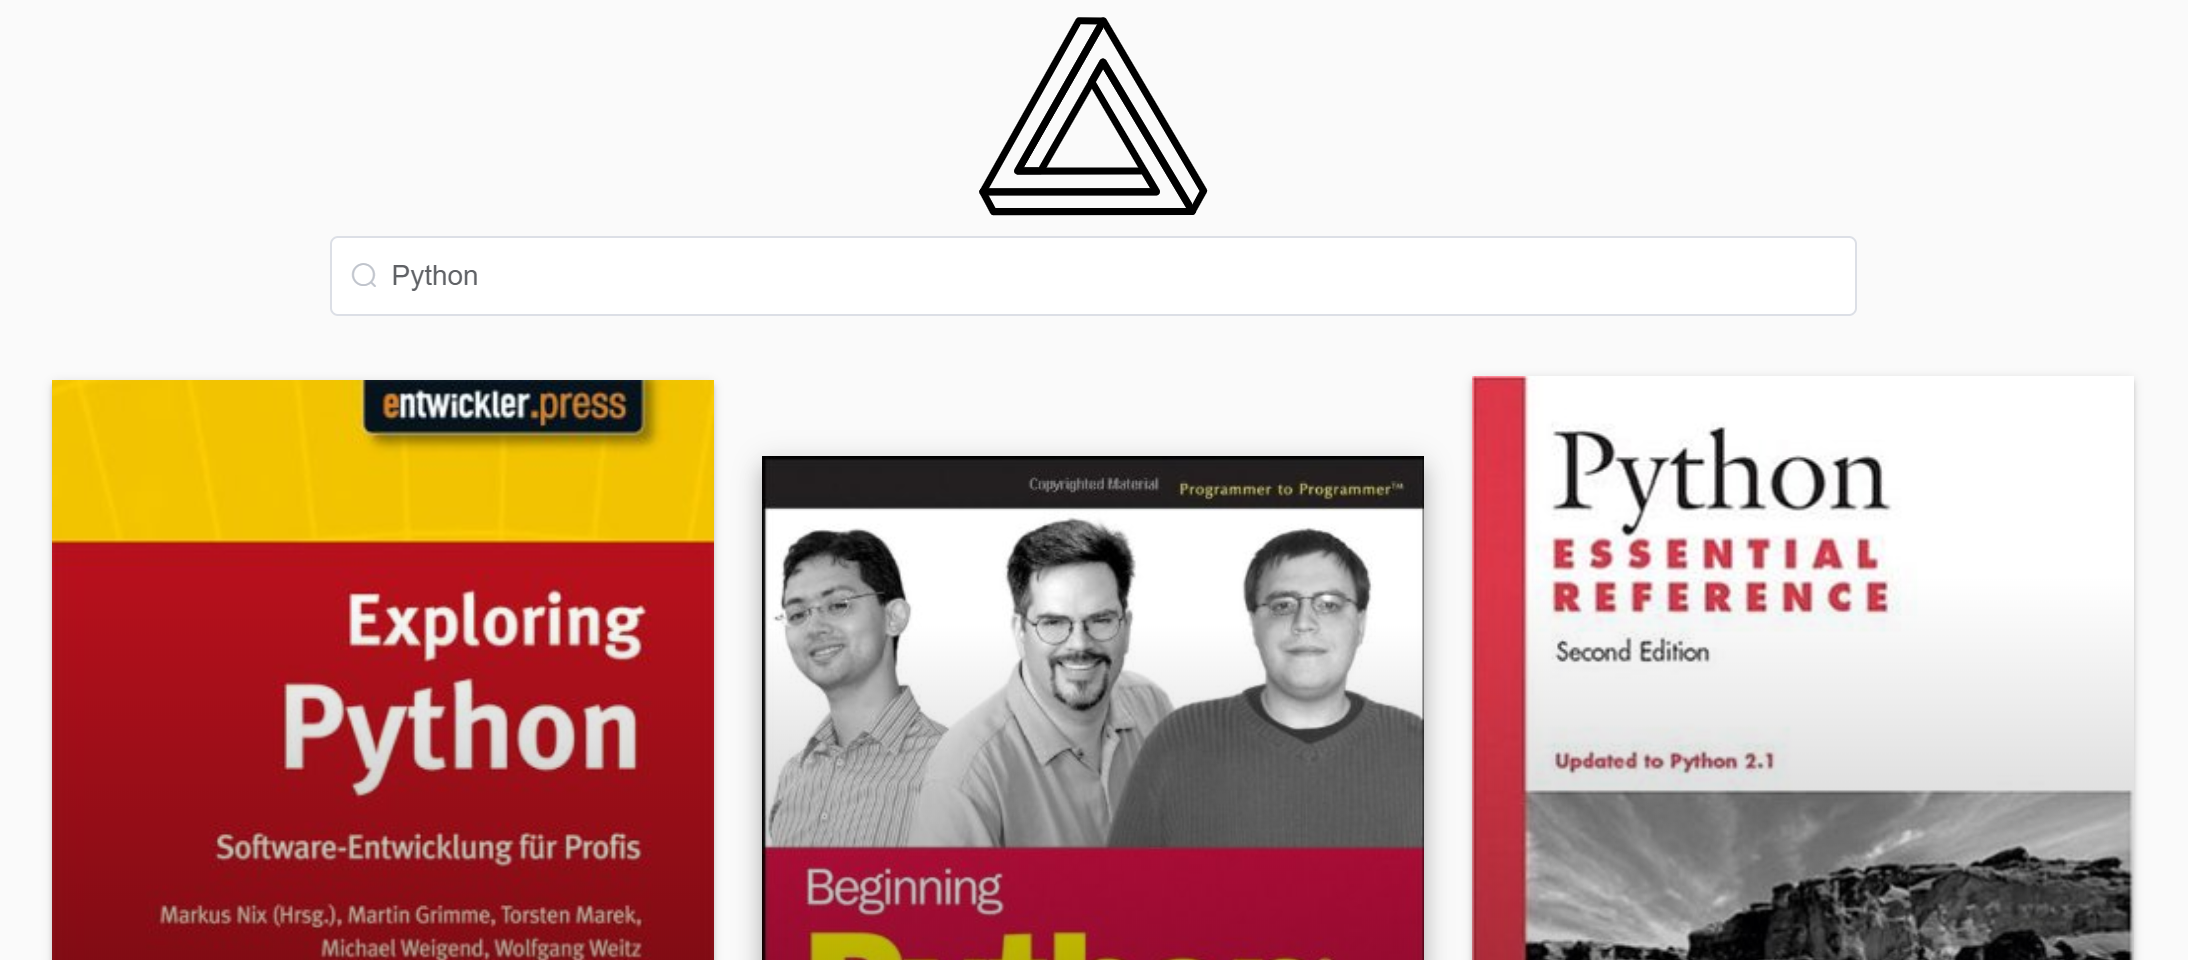 Python
entwickler.press
Exploring
Python
Software-Entwicklung für Profis
Markus Nix (Hrsg.), Martin Grimme, Torsten Marek,
Michael Weigend, Wolfgang Weitz
Copyrighted Material
Programmer to Programmer™
Beginning
Python
Python
ESSENTIAL
REFERENCE
Second Edition
Updated to Python 2.1